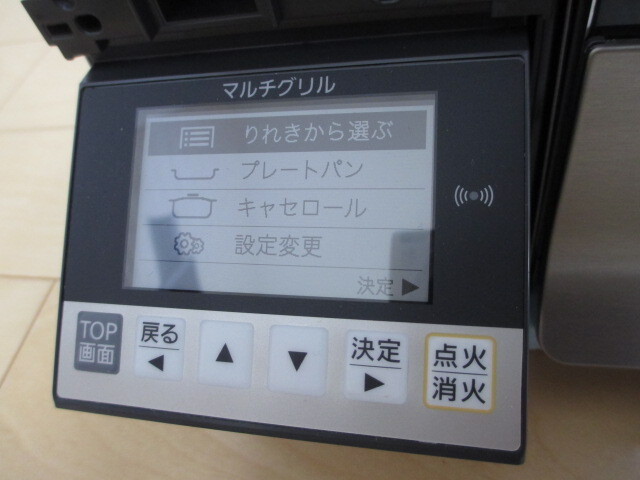 マルチグリル
りれきから選ぶ
プレートパン
キャセロール
設定変更
決定 ▶
TOP
画面
戻る
◀
▲
▼
決定
▶
点火
消火